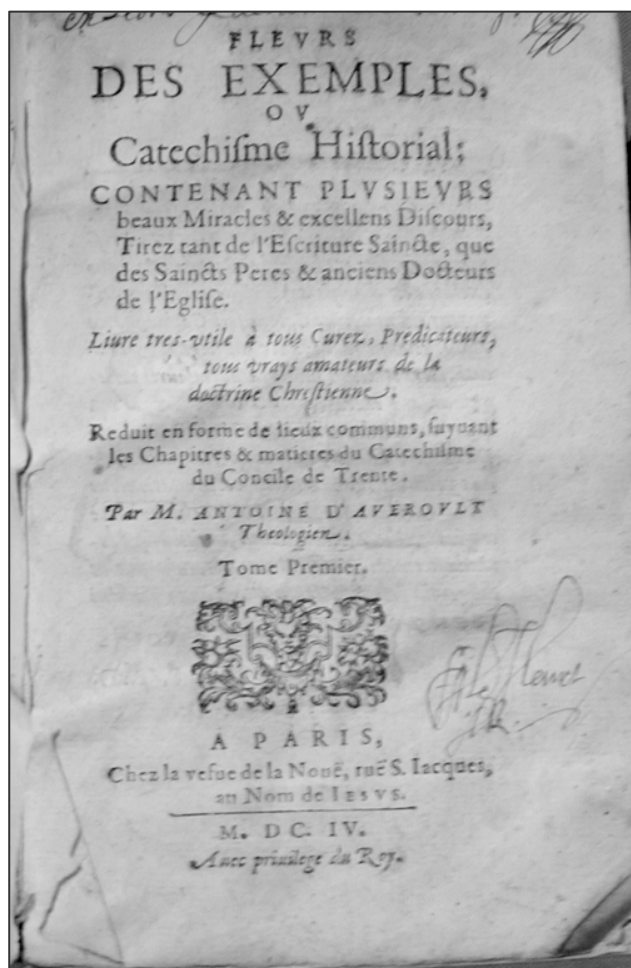 FLEVRS
DES EXEMPLES,
OV
Catechiſme Hiſtorial;
CONTENANT PLVSIEVRS
beaux Miracles & excellens Diſcours,
Tirez tant de l'Eſcriture Saincte, que
des Saincts Peres & anciens Docteurs
de l'Egliſe.
Liure tres-vtile à tous Curez, Predicateurs,
tous vrays amateurs de la
doctrine Chreſtienne.
Reduit en forme de lieux communs, ſuyuant
les Chapitres & matieres du Catechiſme
du Concile de Trente.
Par M. ANTOINE D'AVEROVLT
Theologien.
Tome Premier.
A PARIS,
Chez la vefue de la Nouë, ruë S. Iacques,
au Nom de IESVS.
M. DC. IV.
Auec priuilege du Roy.